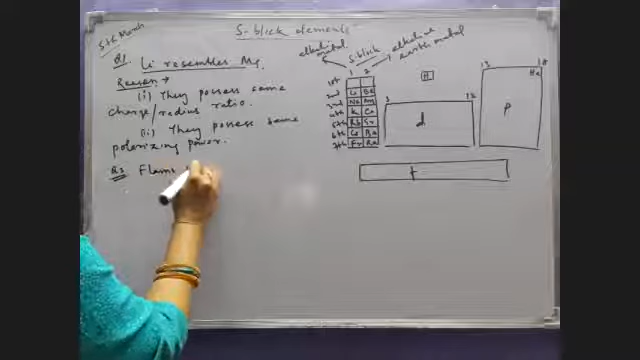 5th March
S-block elements
Q1. Li resembles Mg.
Reason →
(i) They possess same
charge/radius ratio.
(ii) They possess same
polarizing power.
Q2 Flame
alkaline metal
S-block
alkaline earth metal
1 2
1st
2nd Li Be
3rd Na Mg
4th K Ca
5th Rb Sr
6th Cs Ba
7th Fr Ra
H
3 12
d
13 18
He
p
f